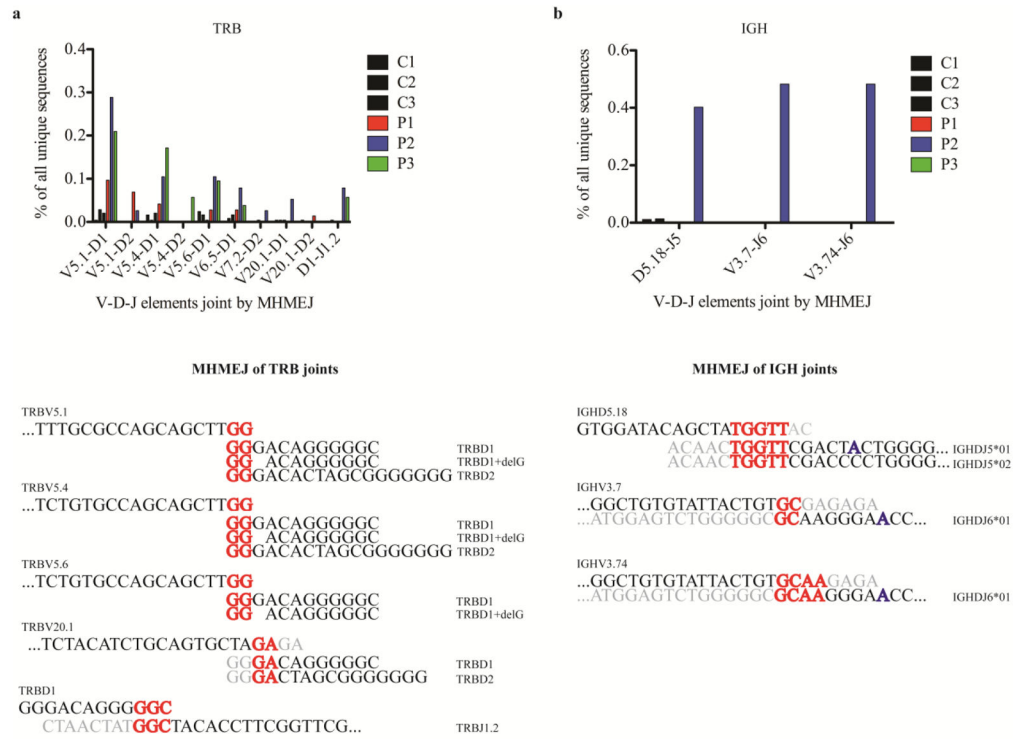 a
TRB
0.4
0.3
0.2
0.1
0.0
% of all unique sequences
C1
C2
C3
P1
P2
P3
V5.1-D1
V5.1-D2
V5.4-D1
V5.4-D2
V5.6-D1
V6.5-D1
V7.2-D2
V20.1-D1
V20.1-D2
D1-J1.2
V-D-J elements joint by MHMEJ
b
IGH
0.6
0.4
0.2
0.0
% of all unique sequences
C1
C2
C3
P1
P2
P3
D5.18-J5
V3.7-J6
V3.74-J6
V-D-J elements joint by MHMEJ
MHMEJ of TRB joints
TRBV5.1
...TTTGCGCCAGCAGCTTGG
GGGACAGGGGGC TRBD1
GG ACAGGGGGC TRBD1+delG
GGGACACTAGCGGGGGGG TRBD2
TRBV5.4
...TCTGTGCCAGCAGCTTGG
GGGACAGGGGGC TRBD1
GG ACAGGGGGC TRBD1+delG
GGGACACTAGCGGGGGGG TRBD2
TRBV5.6
...TCTGTGCCAGCAGCTTGG
GGGACAGGGGGC TRBD1
GG ACAGGGGGC TRBD1+delG
TRBV20.1
...TCTACATCTGCAGTGCTAGAGA
GGGACAGGGGGC TRBD1
GGGACTAGCGGGGGGG TRBD2
TRBD1
GGGACAGGGGGC
CTAACTATGGCTACACCTTCGGTTCG... TRBJ1.2
MHMEJ of IGH joints
IGHD5.18
GTGGATACAGCTATGGTTAC
ACAACTGGTTCGACTACTGGGG... IGHDJ5*01
ACAACTGGTTCGACCCCTGGGG... IGHDJ5*02
IGHV3.7
...GGCTGTGTATTACTGTGCGAGAGA
...ATGGAGTCTGGGGGCGCAAGGGAACC... IGHDJ6*01
IGHV3.74
...GGCTGTGTATTACTGTGCAAGAGA
...ATGGAGTCTGGGGGCGCAAGGGAACC... IGHDJ6*01